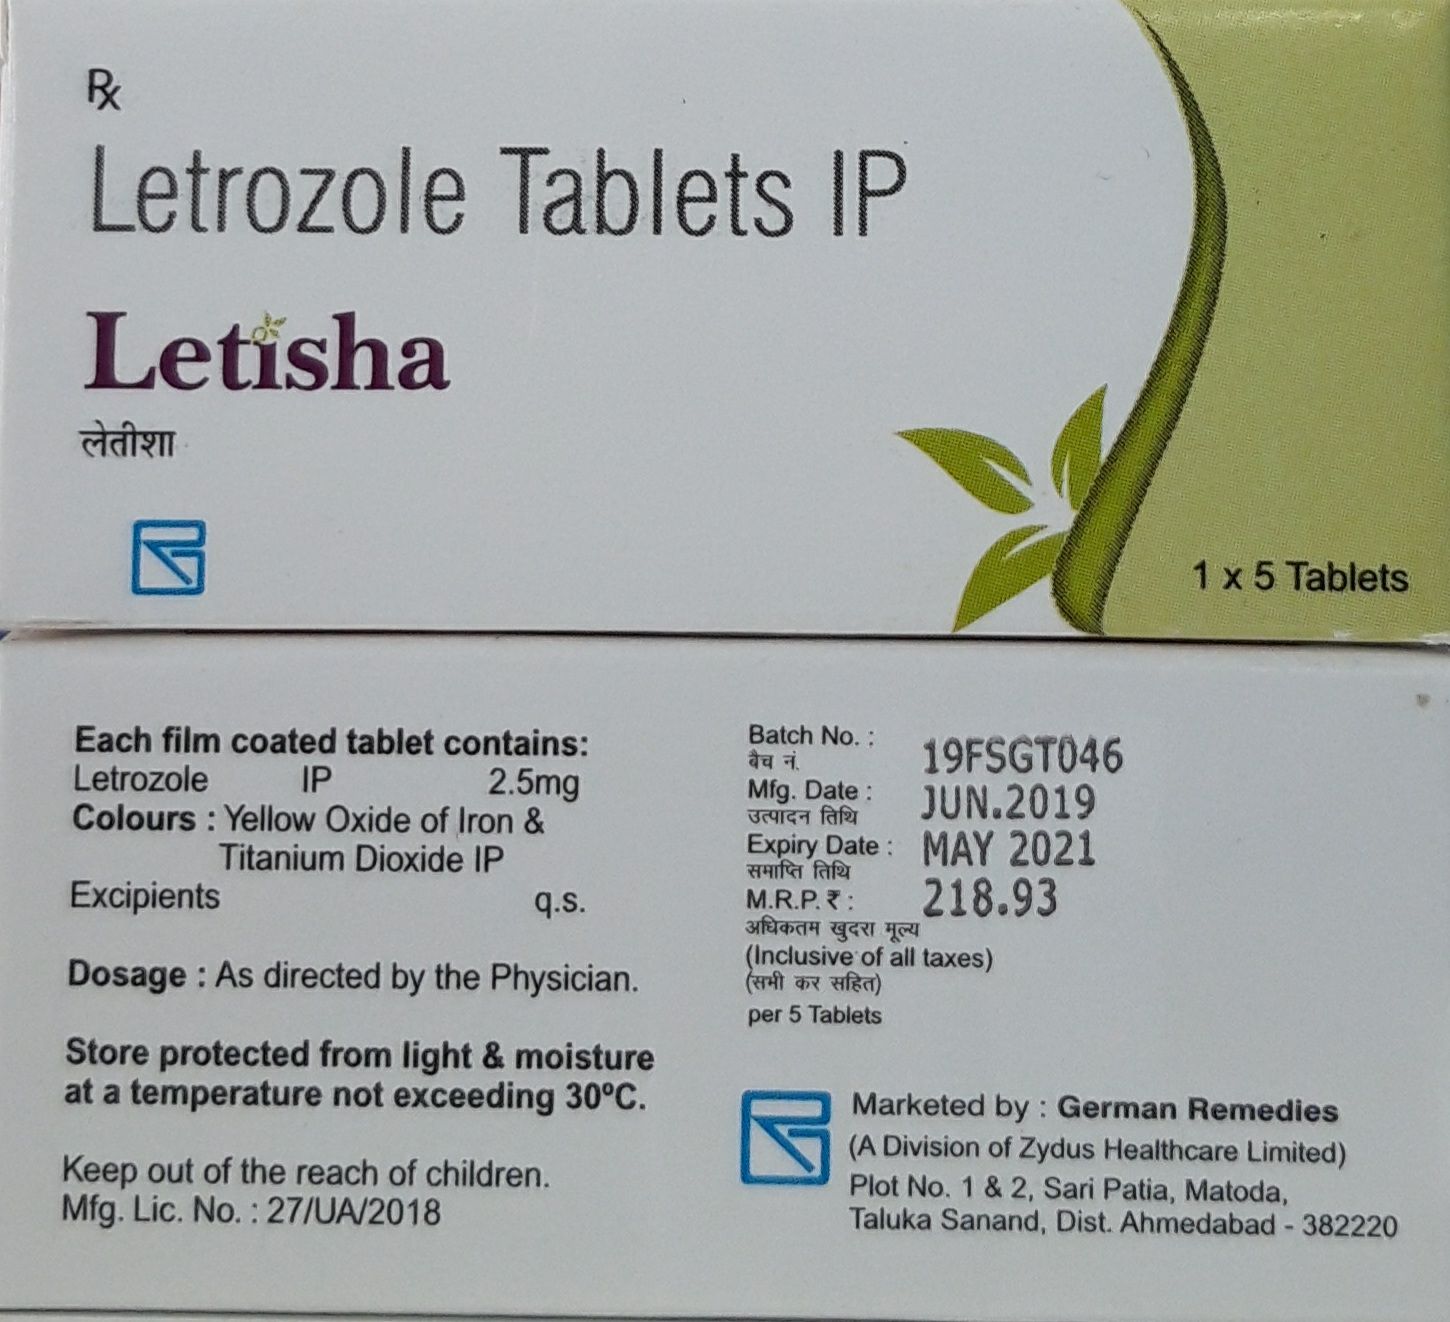 Rx
Letrozole Tablets IP
Letisha
लेतीशा
1 x 5 Tablets
Each film coated tablet contains:
Letrozole IP 2.5mg
Colours : Yellow Oxide of Iron &
Titanium Dioxide IP
Excipients q.s.
Dosage : As directed by the Physician.
Store protected from light & moisture
at a temperature not exceeding 30ºC.
Keep out of the reach of children.
Mfg. Lic. No. : 27/UA/2018
Batch No. : 19FSGT046
बैच नं.
Mfg. Date : JUN.2019
उत्पादन तिथि
Expiry Date : MAY 2021
समाप्ति तिथि
M.R.P. ₹ : 218.93
अधिकतम खुदरा मूल्य
(Inclusive of all taxes)
(सभी कर सहित)
per 5 Tablets
Marketed by : German Remedies
(A Division of Zydus Healthcare Limited)
Plot No. 1 & 2, Sari Patia, Matoda,
Taluka Sanand, Dist. Ahmedabad - 382220